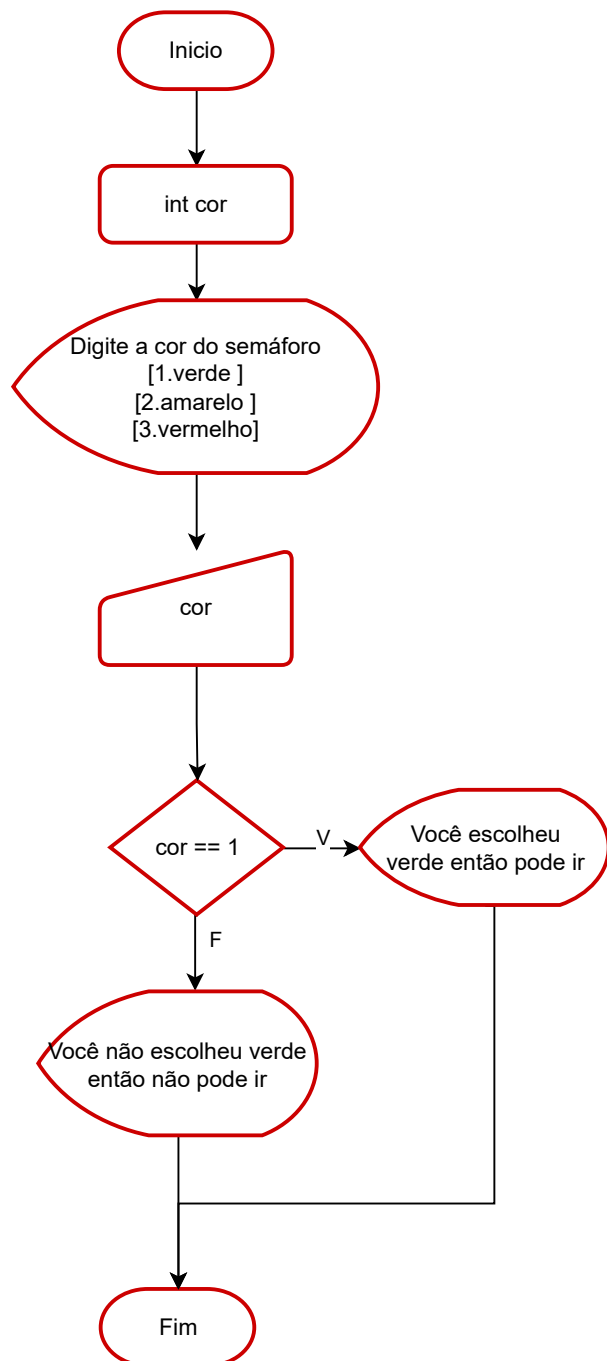 Inicio
int cor
Digite a cor do semáforo
[1.verde ]
[2.amarelo ]
[3.vermelho]
cor
cor == 1
V
Você escolheu
verde então pode ir
F
Você não escolheu verde
então não pode ir
Fim